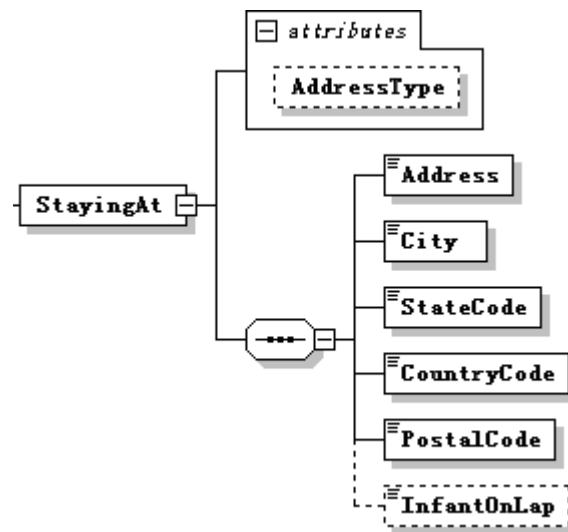 attributes
AddressType
StayingAt
Address
City
StateCode
CountryCode
PostalCode
InfantOnLap